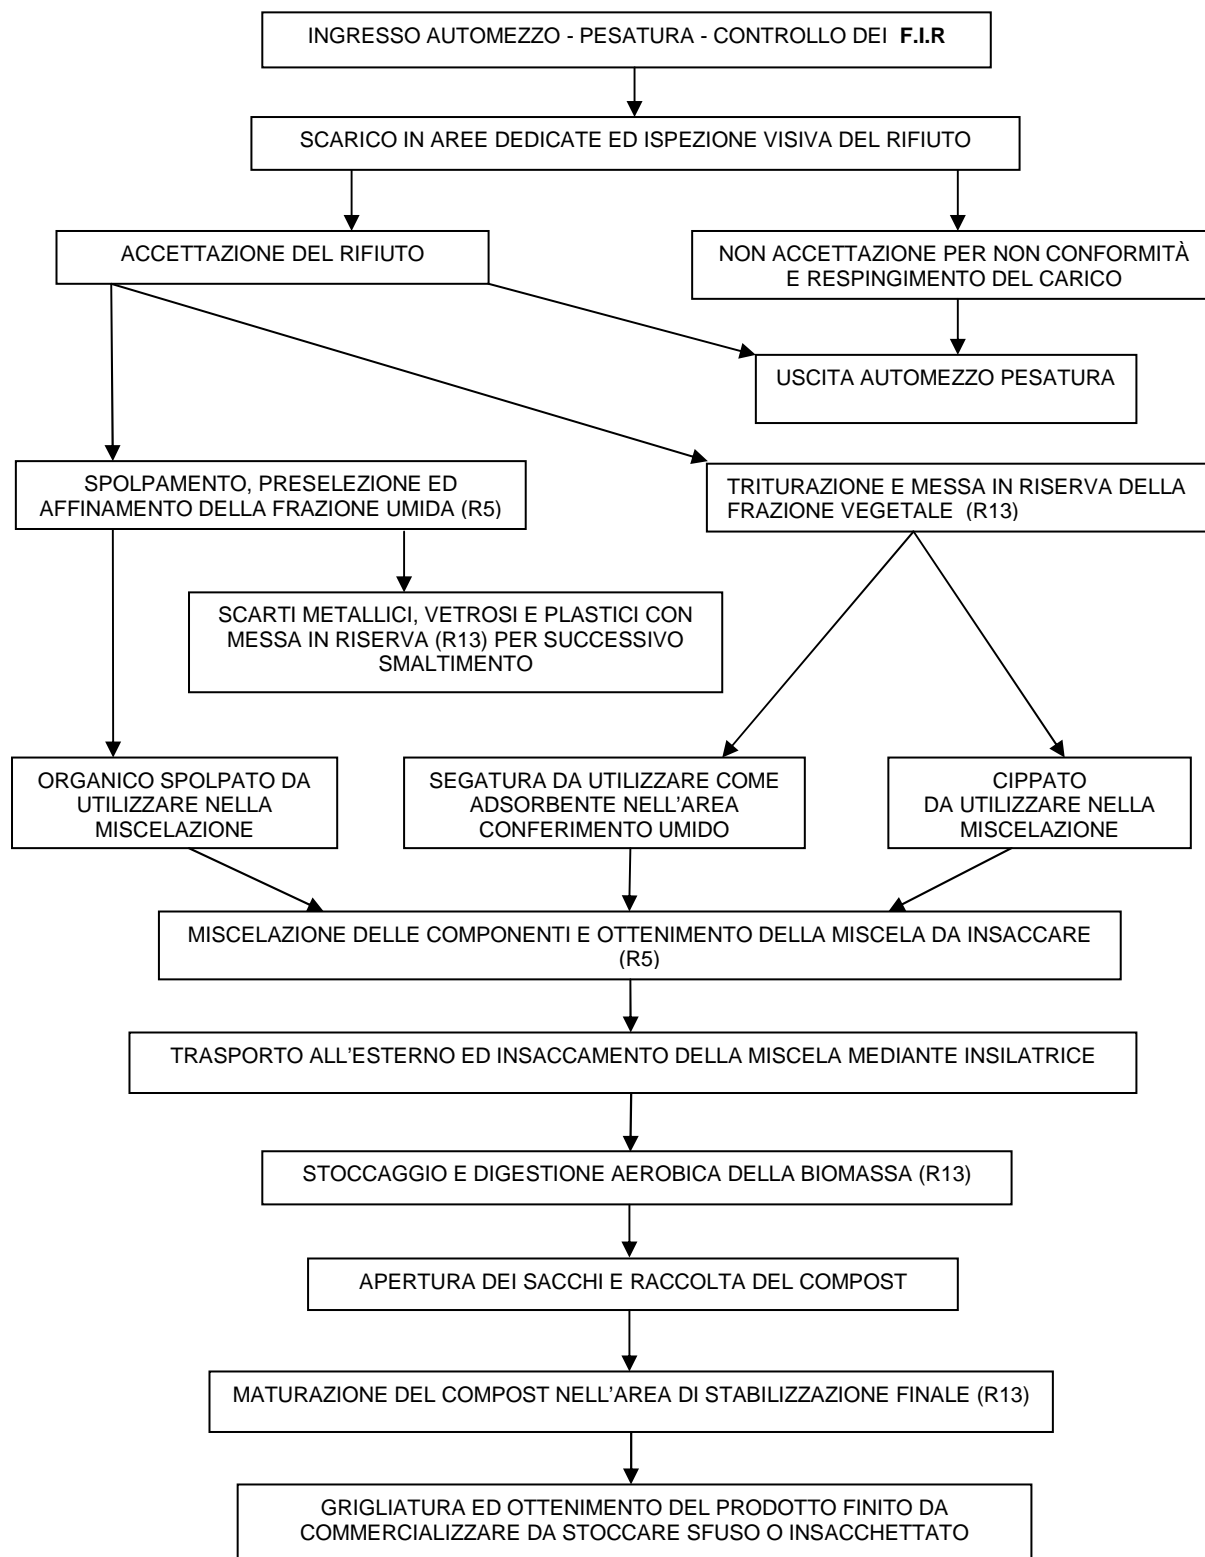 INGRESSO AUTOMEZZO - PESATURA - CONTROLLO DEI F.I.R
SCARICO IN AREE DEDICATE ED ISPEZIONE VISIVA DEL RIFIUTO
ACCETTAZIONE DEL RIFIUTO
NON ACCETTAZIONE PER NON CONFORMITÀ
E RESPINGIMENTO DEL CARICO
USCITA AUTOMEZZO PESATURA
SPOLPAMENTO, PRESELEZIONE ED
AFFINAMENTO DELLA FRAZIONE UMIDA (R5)
TRITURAZIONE E MESSA IN RISERVA DELLA
FRAZIONE VEGETALE (R13)
SCARTI METALLICI, VETROSI E PLASTICI CON
MESSA IN RISERVA (R13) PER SUCCESSIVO
SMALTIMENTO
ORGANICO SPOLPATO DA
UTILIZZARE NELLA
MISCELAZIONE
SEGATURA DA UTILIZZARE COME
ADSORBENTE NELL'AREA
CONFERIMENTO UMIDO
CIPPATO
DA UTILIZZARE NELLA
MISCELAZIONE
MISCELAZIONE DELLE COMPONENTI E OTTENIMENTO DELLA MISCELA DA INSACCARE
(R5)
TRASPORTO ALL'ESTERNO ED INSACCAMENTO DELLA MISCELA MEDIANTE INSILATRICE
STOCCAGGIO E DIGESTIONE AEROBICA DELLA BIOMASSA (R13)
APERTURA DEI SACCHI E RACCOLTA DEL COMPOST
MATURAZIONE DEL COMPOST NELL'AREA DI STABILIZZAZIONE FINALE (R13)
GRIGLIATURA ED OTTENIMENTO DEL PRODOTTO FINITO DA
COMMERCIALIZZARE DA STOCCARE SFUSO O INSACCHETTATO